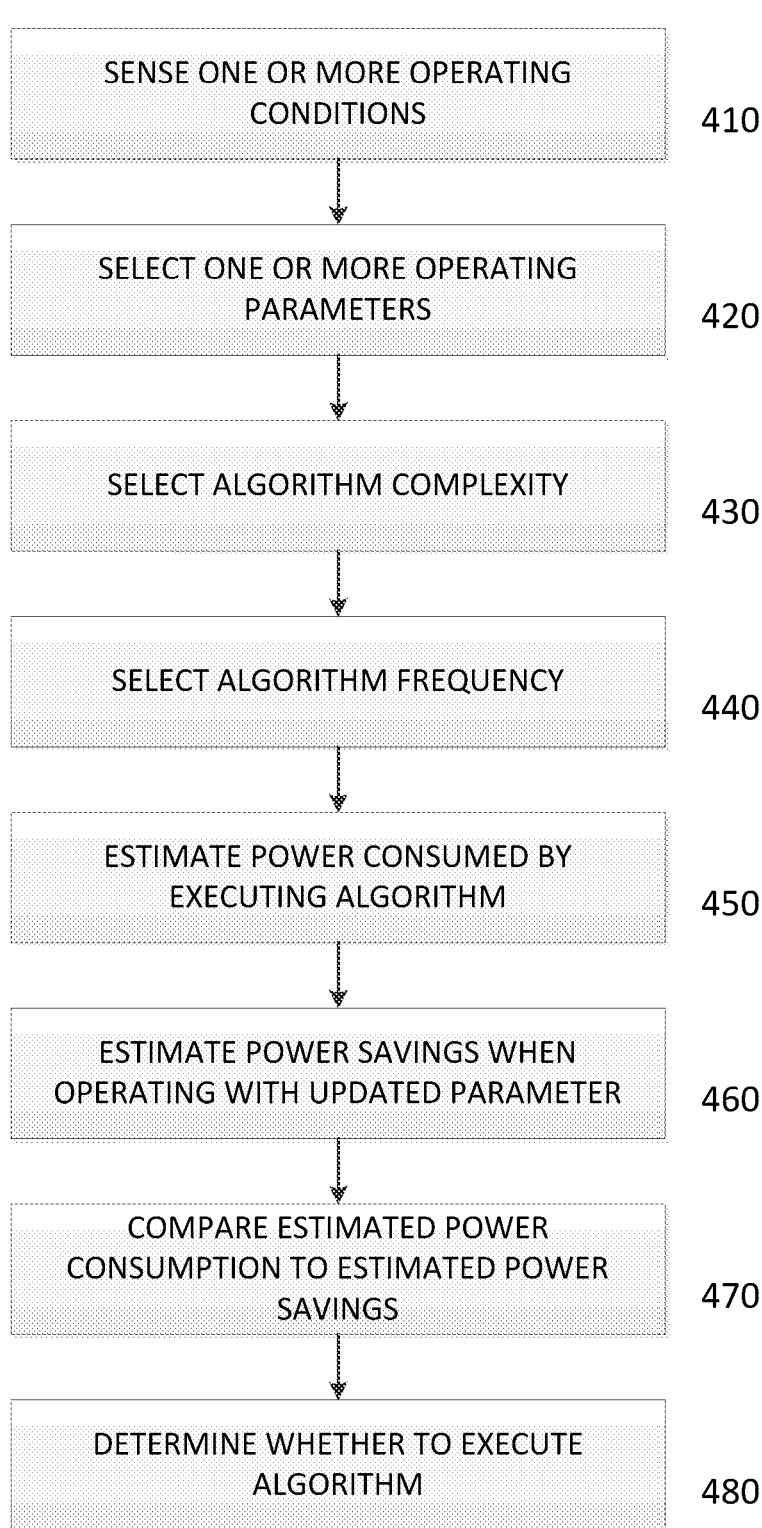 SENSE ONE OR MORE OPERATING
CONDITIONS
410
SELECT ONE OR MORE OPERATING
PARAMETERS
420
SELECT ALGORITHM COMPLEXITY
430
SELECT ALGORITHM FREQUENCY
440
ESTIMATE POWER CONSUMED BY
EXECUTING ALGORITHM
450
ESTIMATE POWER SAVINGS WHEN
OPERATING WITH UPDATED PARAMETER
460
COMPARE ESTIMATED POWER
CONSUMPTION TO ESTIMATED POWER
SAVINGS
470
DETERMINE WHETHER TO EXECUTE
ALGORITHM
480